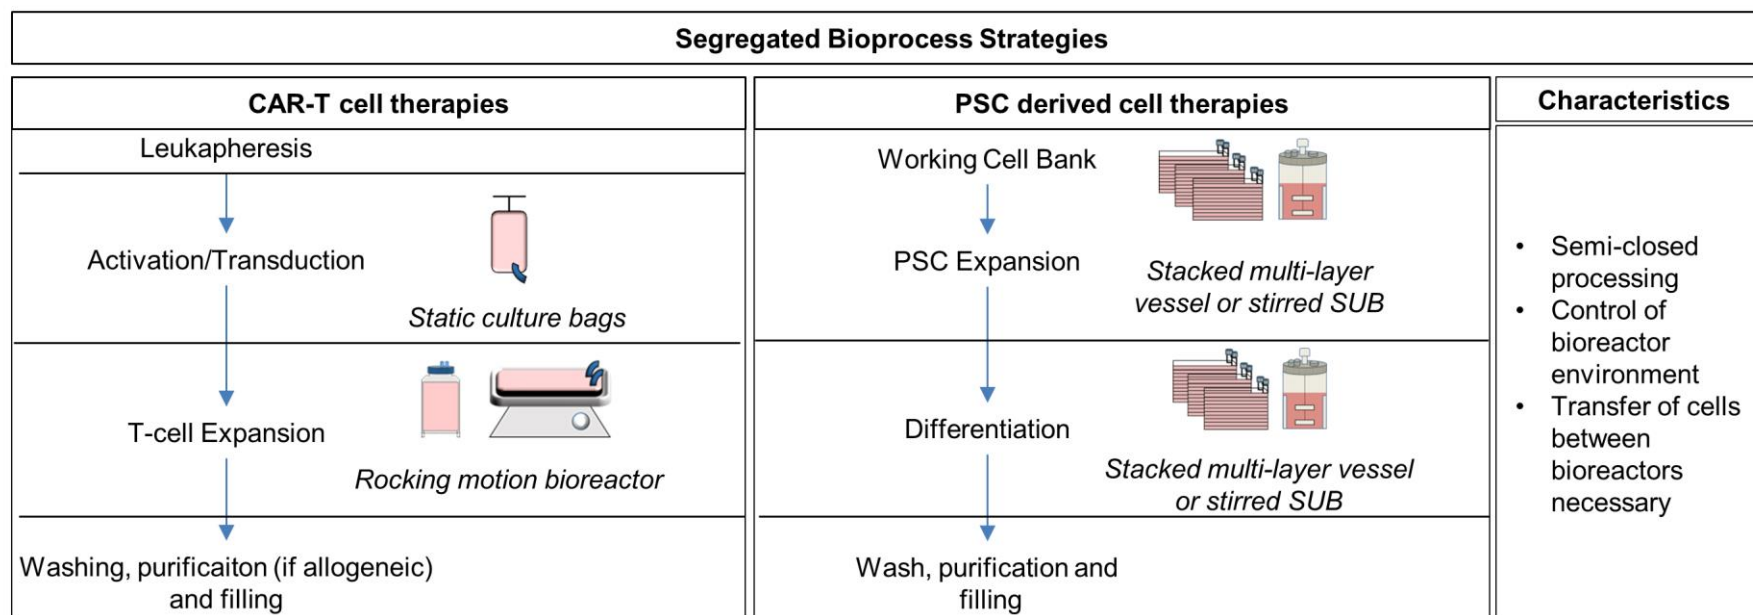 Segregated Bioprocess Strategies
CAR-T cell therapies
Leukapheresis
Activation/Transduction
Static culture bags
T-cell Expansion
Rocking motion bioreactor
Washing, purificaiton (if allogeneic)
and filling
PSC derived cell therapies
Working Cell Bank
PSC Expansion
Stacked multi-layer
vessel or stirred SUB
Differentiation
Stacked multi-layer vessel
or stirred SUB
Wash, purification and
filling
Characteristics
• Semi-closed
processing
• Control of
bioreactor
environment
• Transfer of cells
between
bioreactors
necessary